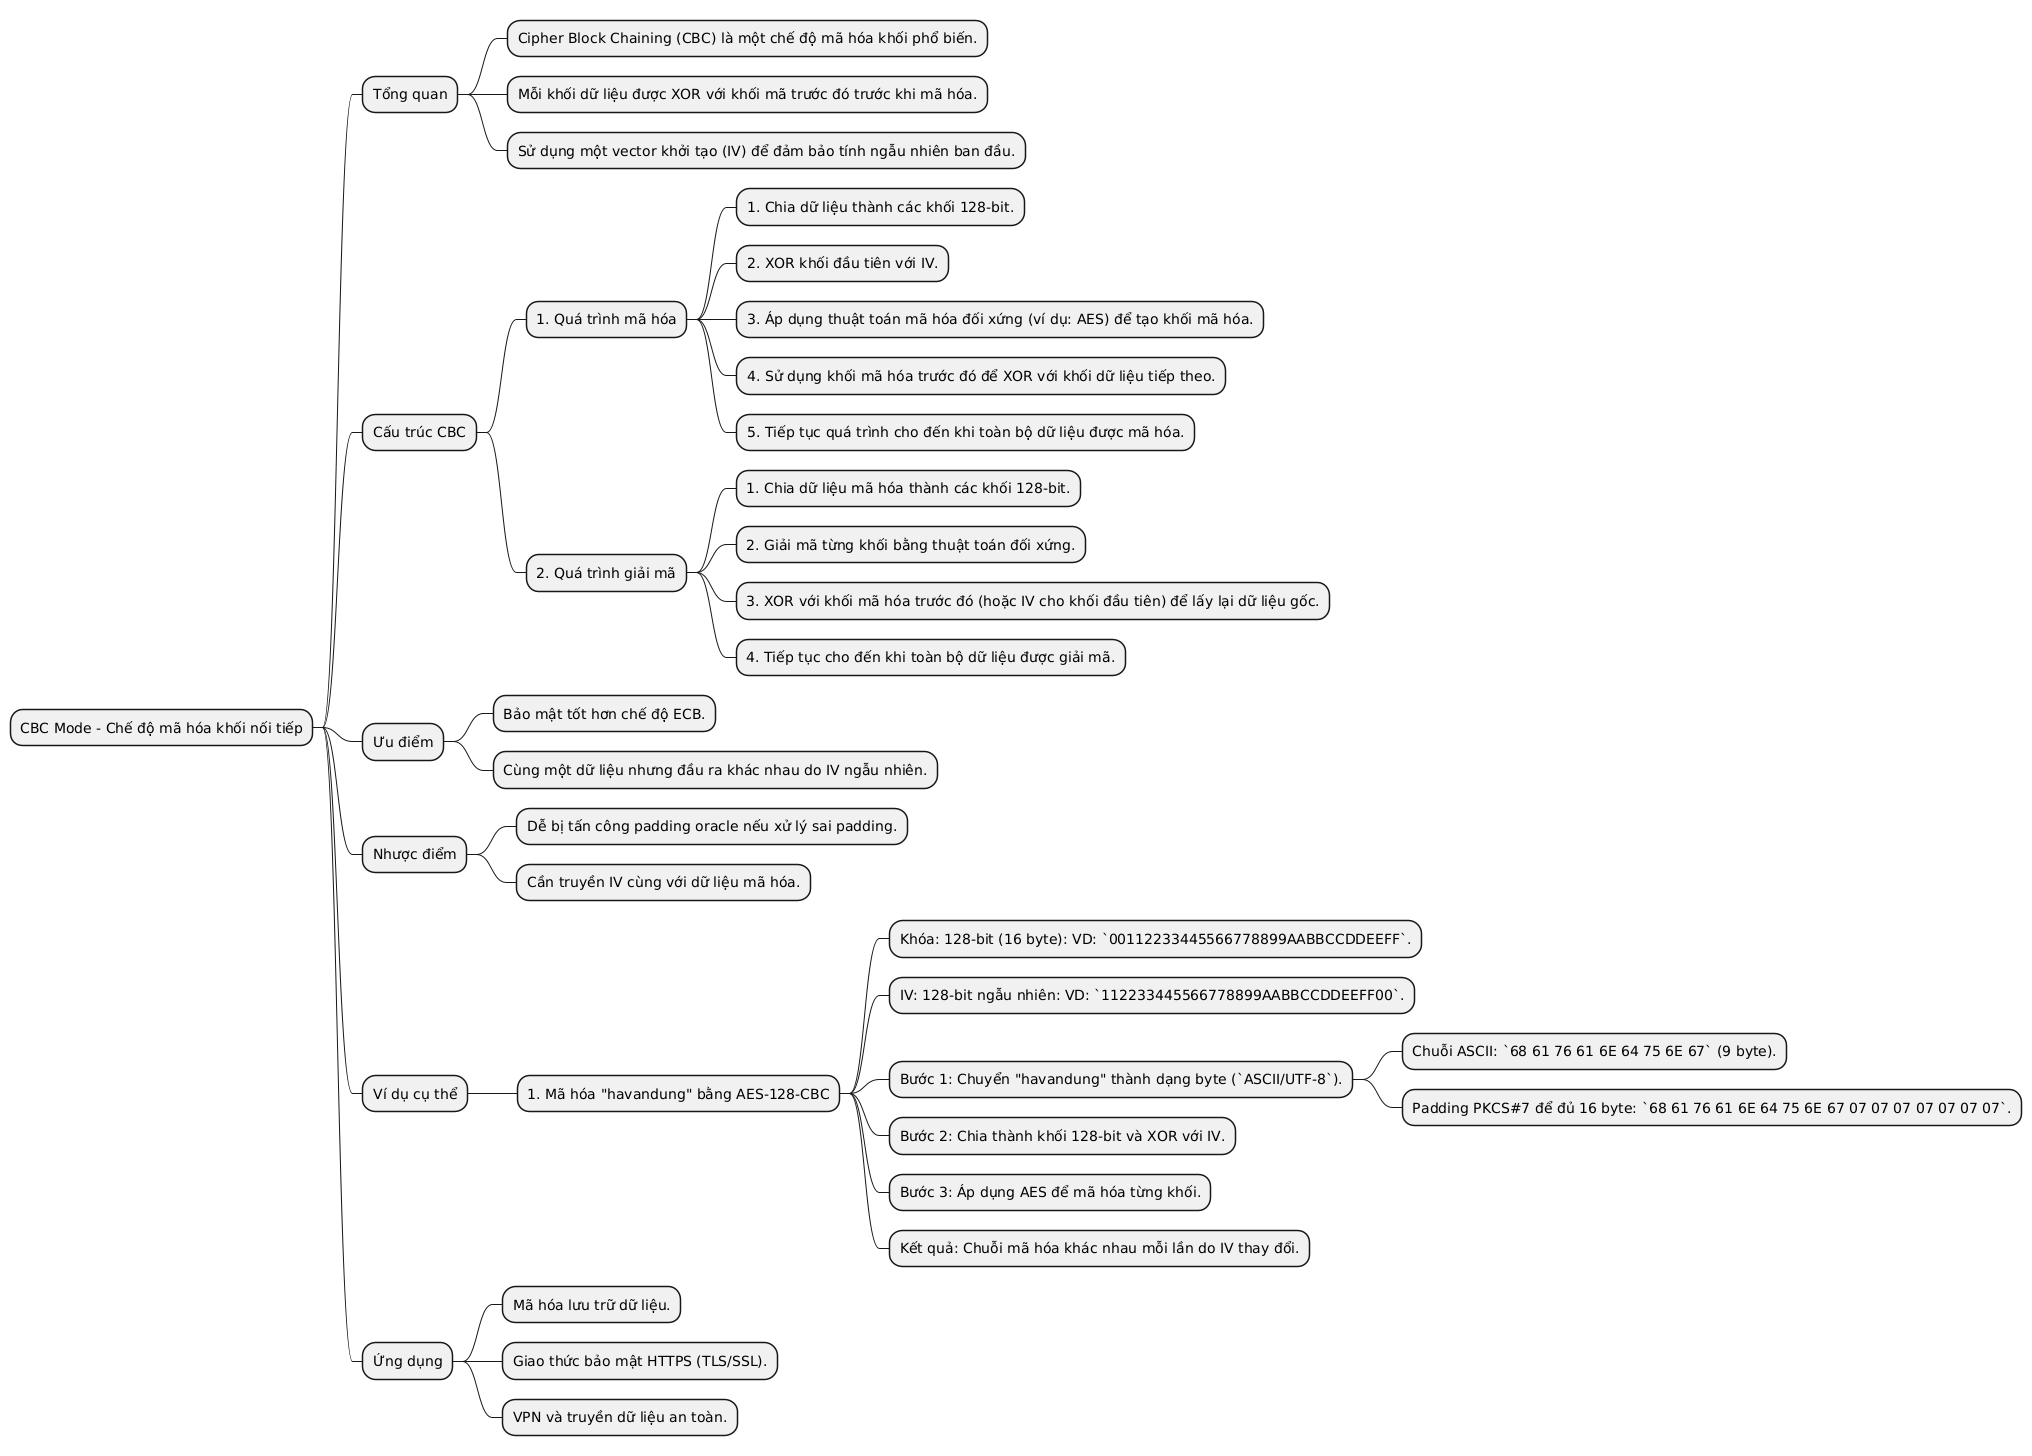 CBC Mode - Chế độ mã hóa khối nối tiếp
Tổng quan
Cipher Block Chaining (CBC) là một chế độ mã hóa khối phổ biến.
Mỗi khối dữ liệu được XOR với khối mã trước đó trước khi mã hóa.
Sử dụng một vector khởi tạo (IV) để đảm bảo tính ngẫu nhiên ban đầu.
Cấu trúc CBC
1. Quá trình mã hóa
1. Chia dữ liệu thành các khối 128-bit.
2. XOR khối đầu tiên với IV.
3. Áp dụng thuật toán mã hóa đối xứng (ví dụ: AES) để tạo khối mã hóa.
4. Sử dụng khối mã hóa trước đó để XOR với khối dữ liệu tiếp theo.
5. Tiếp tục quá trình cho đến khi toàn bộ dữ liệu được mã hóa.
2. Quá trình giải mã
1. Chia dữ liệu mã hóa thành các khối 128-bit.
2. Giải mã từng khối bằng thuật toán đối xứng.
3. XOR với khối mã hóa trước đó (hoặc IV cho khối đầu tiên) để lấy lại dữ liệu gốc.
4. Tiếp tục cho đến khi toàn bộ dữ liệu được giải mã.
Ưu điểm
Bảo mật tốt hơn chế độ ECB.
Cùng một dữ liệu nhưng đầu ra khác nhau do IV ngẫu nhiên.
Nhược điểm
Dễ bị tấn công padding oracle nếu xử lý sai padding.
Cần truyền IV cùng với dữ liệu mã hóa.
Ví dụ cụ thể
1. Mã hóa "havandung" bằng AES-128-CBC
Khóa: 128-bit (16 byte): VD: `00112233445566778899AABBCCDDEEFF`.
IV: 128-bit ngẫu nhiên: VD: `112233445566778899AABBCCDDEEFF00`.
Bước 1: Chuyển "havandung" thành dạng byte (`ASCII/UTF-8`).
Chuỗi ASCII: `68 61 76 61 6E 64 75 6E 67` (9 byte).
Padding PKCS#7 để đủ 16 byte: `68 61 76 61 6E 64 75 6E 67 07 07 07 07 07 07 07`.
Bước 2: Chia thành khối 128-bit và XOR với IV.
Bước 3: Áp dụng AES để mã hóa từng khối.
Kết quả: Chuỗi mã hóa khác nhau mỗi lần do IV thay đổi.
Ứng dụng
Mã hóa lưu trữ dữ liệu.
Giao thức bảo mật HTTPS (TLS/SSL).
VPN và truyền dữ liệu an toàn.